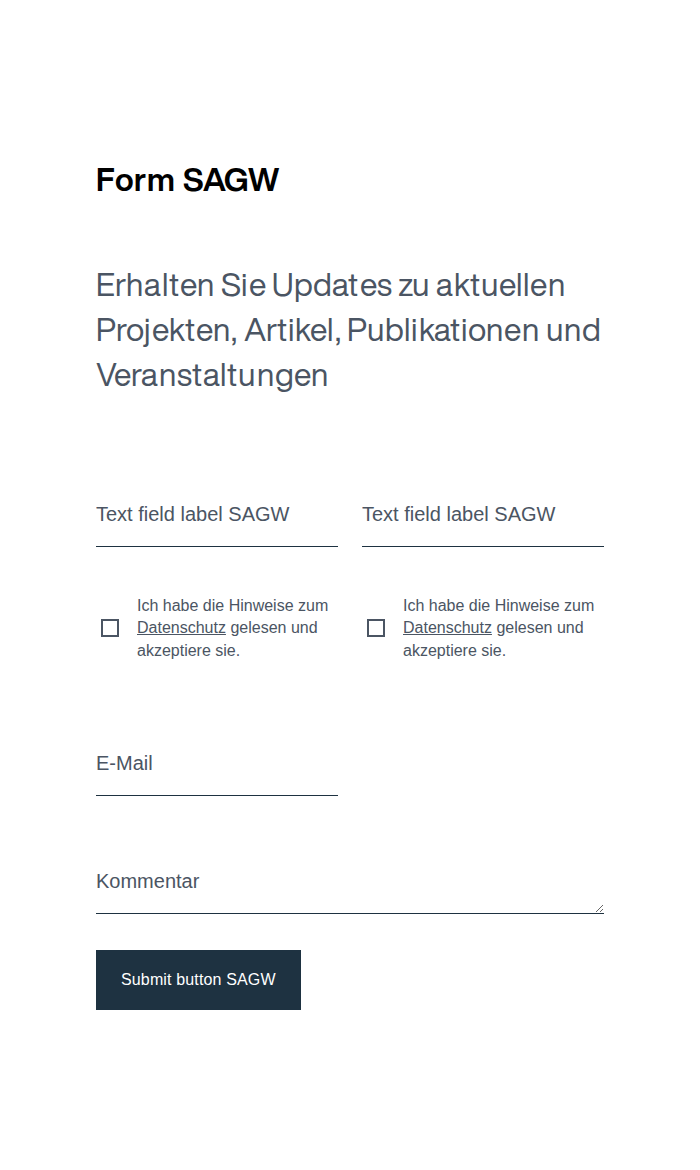 Form SAGW
Erhalten Sie Updates zu aktuellen
Projekten, Artikel, Publikationen und
Veranstaltungen
Text field label SAGW
Text field label SAGW
Ich habe die Hinweise zum
Datenschutz gelesen und
akzeptiere sie.
Ich habe die Hinweise zum
Datenschutz gelesen und
akzeptiere sie.
E-Mail
Kommentar
Submit button SAGW